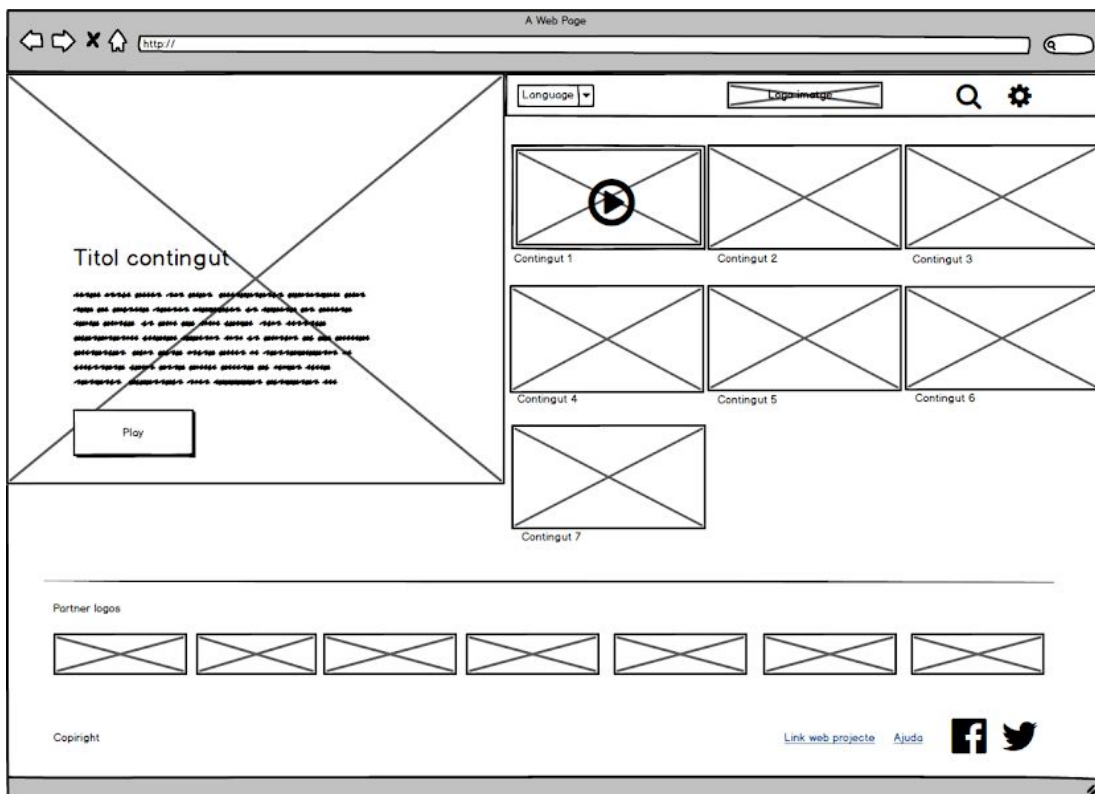 A Web Page
http://
Language
Logo imatge
Titol contingut
Play
Contingut 1
Contingut 2
Contingut 3
Contingut 4
Contingut 5
Contingut 6
Contingut 7
Partner logos
Copiright
Link web projecte
Ajuda